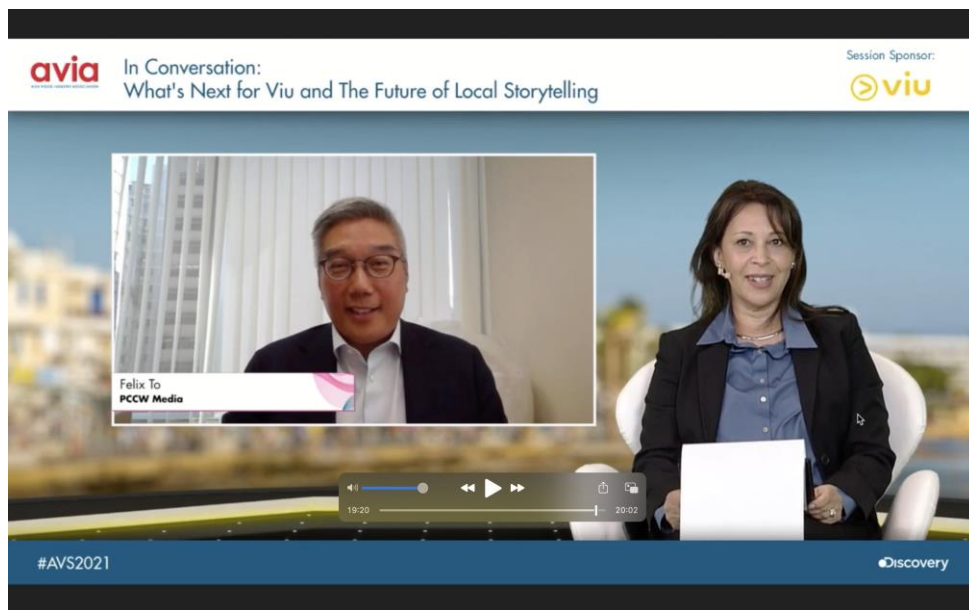 avia
In Conversation:
What's Next for Viu and The Future of Local Storytelling
Session Sponsor:
viu
Felix To
PCCW Media
19:20
20:02
#AVS2021
Discovery